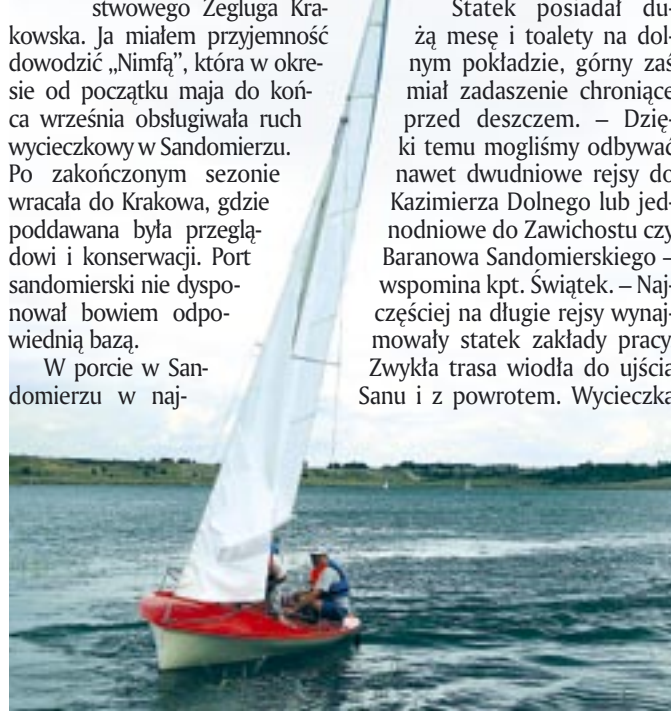 stwowego Żegluga Kra-
kowska. Ja miałem przyjemność
dowodzić „Nimfą”, która w okre-
sie od początku maja do koń-
ca września obsługiwała ruch
wycieczkowy w Sandomierzu.
Po zakończonym sezonie
wracała do Krakowa, gdzie
poddawana była przeglą-
dowi i konserwacji. Port
sandomierski nie dyspo-
nował bowiem odpo-
wiednią bazą.
W porcie w San-
domierzu w naj-
Statek posiadał du-
żą mesę i toalety na dol-
nym pokładzie, górny zaś
miał zadaszenie chroniące
przed deszczem. – Dzię-
ki temu mogliśmy odbywać
nawet dwudniowe rejsy do
Kazimierza Dolnego lub jed-
nodniowe do Zawichostu czy
Baranowa Sandomierskiego –
wspomina kpt. Świątek. – Naj-
częściej na długie rejsy wynaj-
mowały statek zakłady pracy
Zwykła trasa wiodła do ujścia
Sanu i z powrotem. Wycieczka